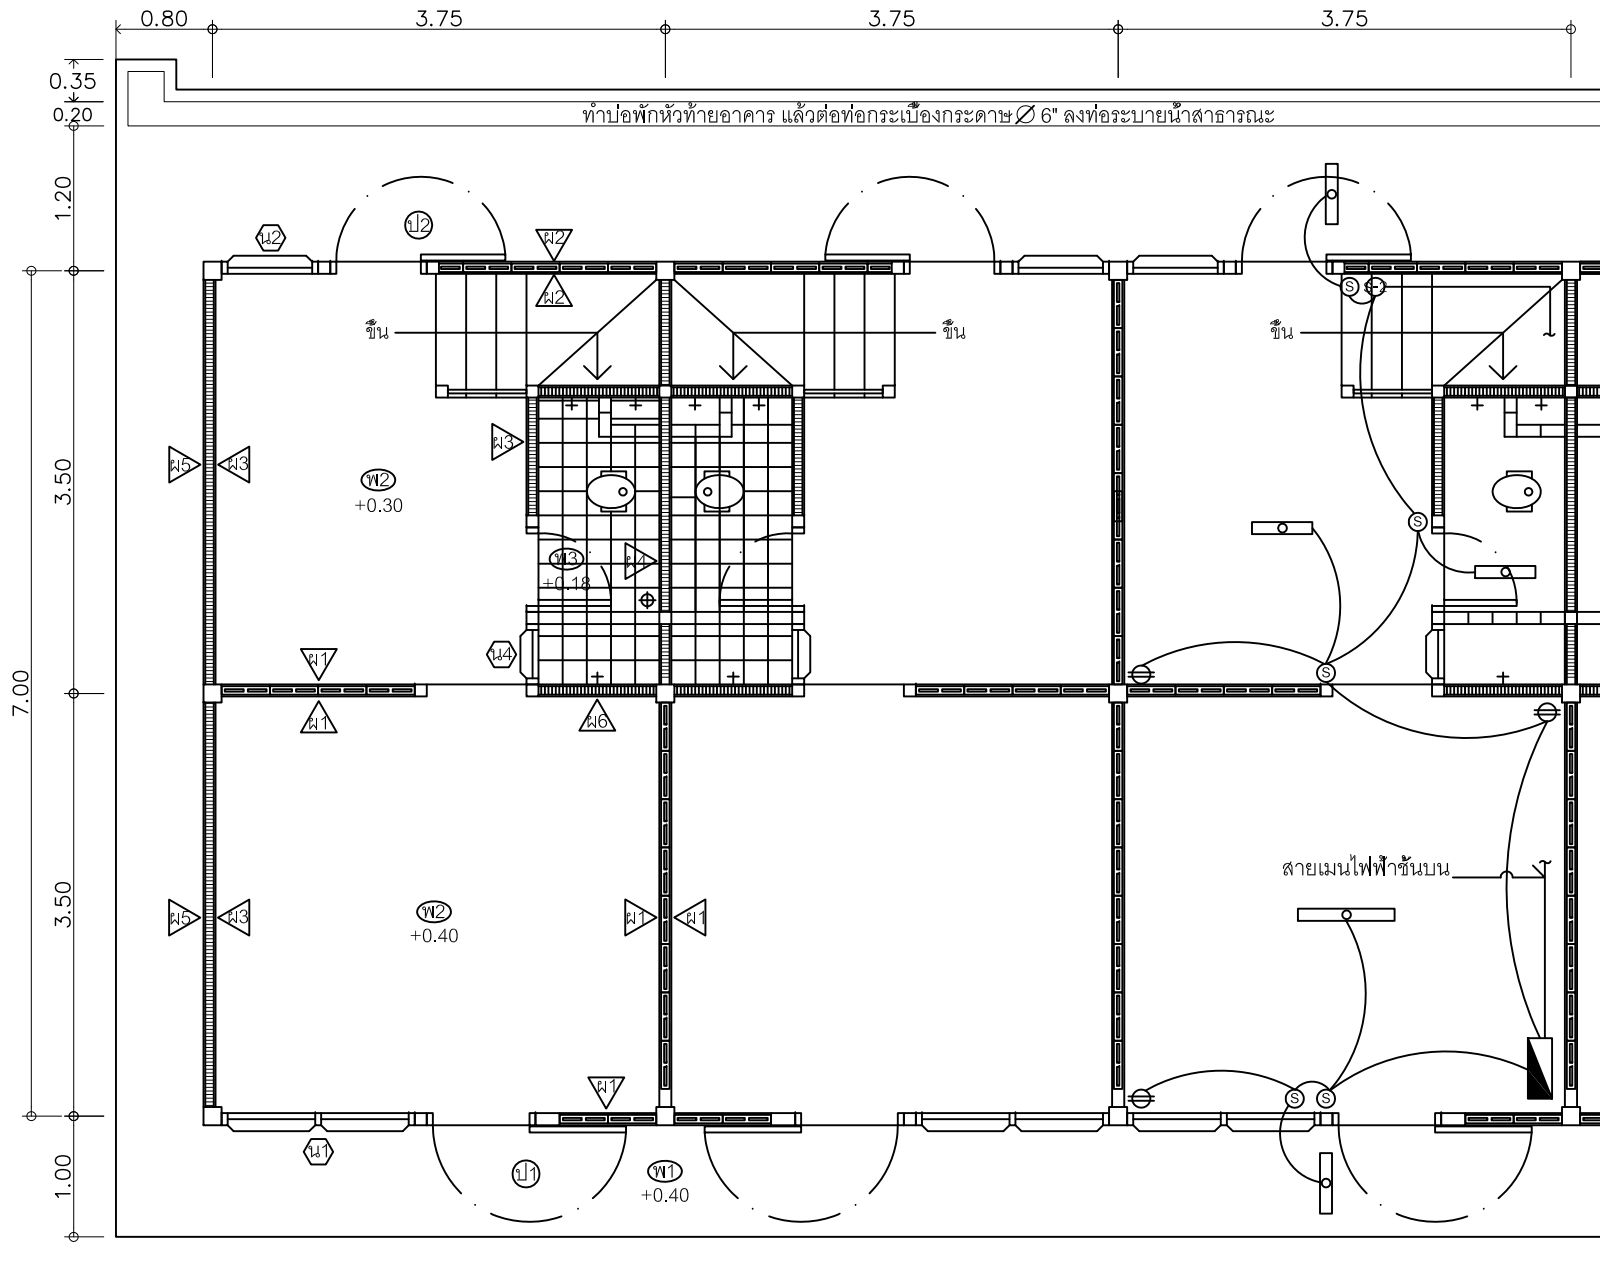 0.80 3.75 3.75 3.75
0.35
0.20
ทำบ่อพักหัวท้ายอาคาร แล้วต่อท่อกระเบื้องกระดาษ Ø 6" ลงท่อระบายน้ำสาธารณะ
1.20
น2 ป2 ผ2
ผ2
S S-2
ขึ้น ขึ้น ขึ้น
ผ3
ผ5 ผ3
พ2
+0.30
3.50
S
พ3 ผ4
+0.18
น4
ผ1
S
7.00
ผ1 ผ6
สายเมนไฟฟ้าชั้นบน
3.50
ผ5 ผ3 พ2 ผ1 ผ1
+0.40
ผ1
S S
น1
ป1 พ1
+0.40
1.00